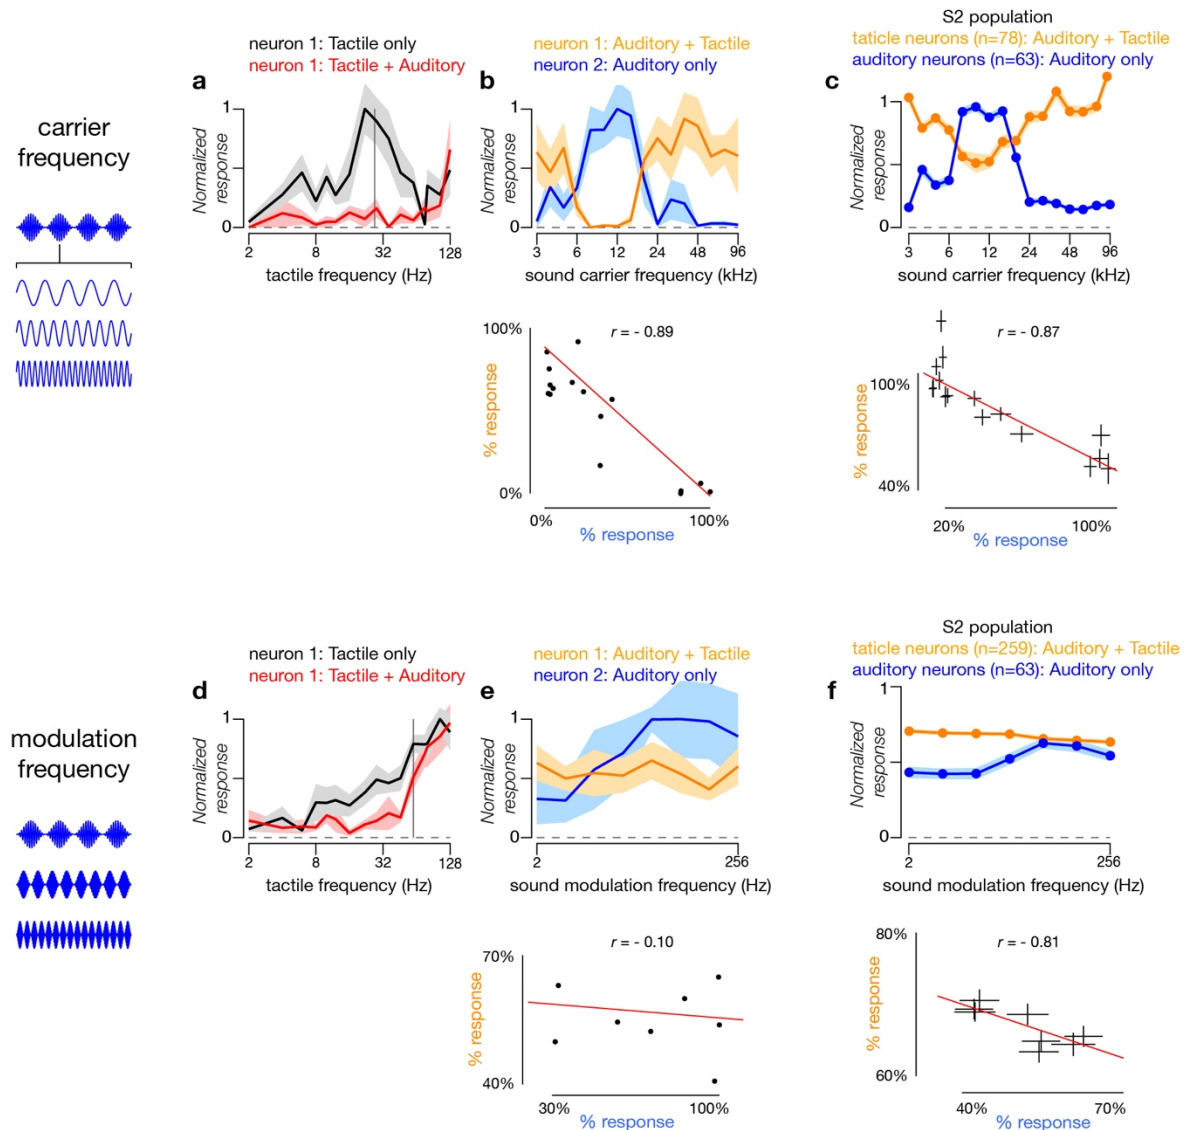 carrier
frequency
neuron 1: Tactile only
neuron 1: Tactile + Auditory
a
Normalized
response
1
0
2
8
32
128
tactile frequency (Hz)
neuron 1: Auditory + Tactile
neuron 2: Auditory only
b
Normalized
response
1
0
3
6
12
24
48
96
sound carrier frequency (kHz)
S2 population
taticle neurons (n=78): Auditory + Tactile
auditory neurons (n=63): Auditory only
c
Normalized
response
1
0
3
6
12
24
48
96
sound carrier frequency (kHz)
r = - 0.89
100%
% response
0%
0%
100%
% response
r = - 0.87
100%
% response
40%
20%
100%
% response
modulation
frequency
neuron 1: Tactile only
neuron 1: Tactile + Auditory
d
Normalized
response
1
0
2
8
32
128
tactile frequency (Hz)
neuron 1: Auditory + Tactile
neuron 2: Auditory only
e
Normalized
response
1
0
2
256
sound modulation frequency (Hz)
S2 population
taticle neurons (n=259): Auditory + Tactile
auditory neurons (n=63): Auditory only
f
Normalized
response
1
0
2
256
sound modulation frequency (Hz)
r = - 0.10
70%
% response
40%
30%
100%
% response
r = - 0.81
80%
% response
60%
40%
70%
% response